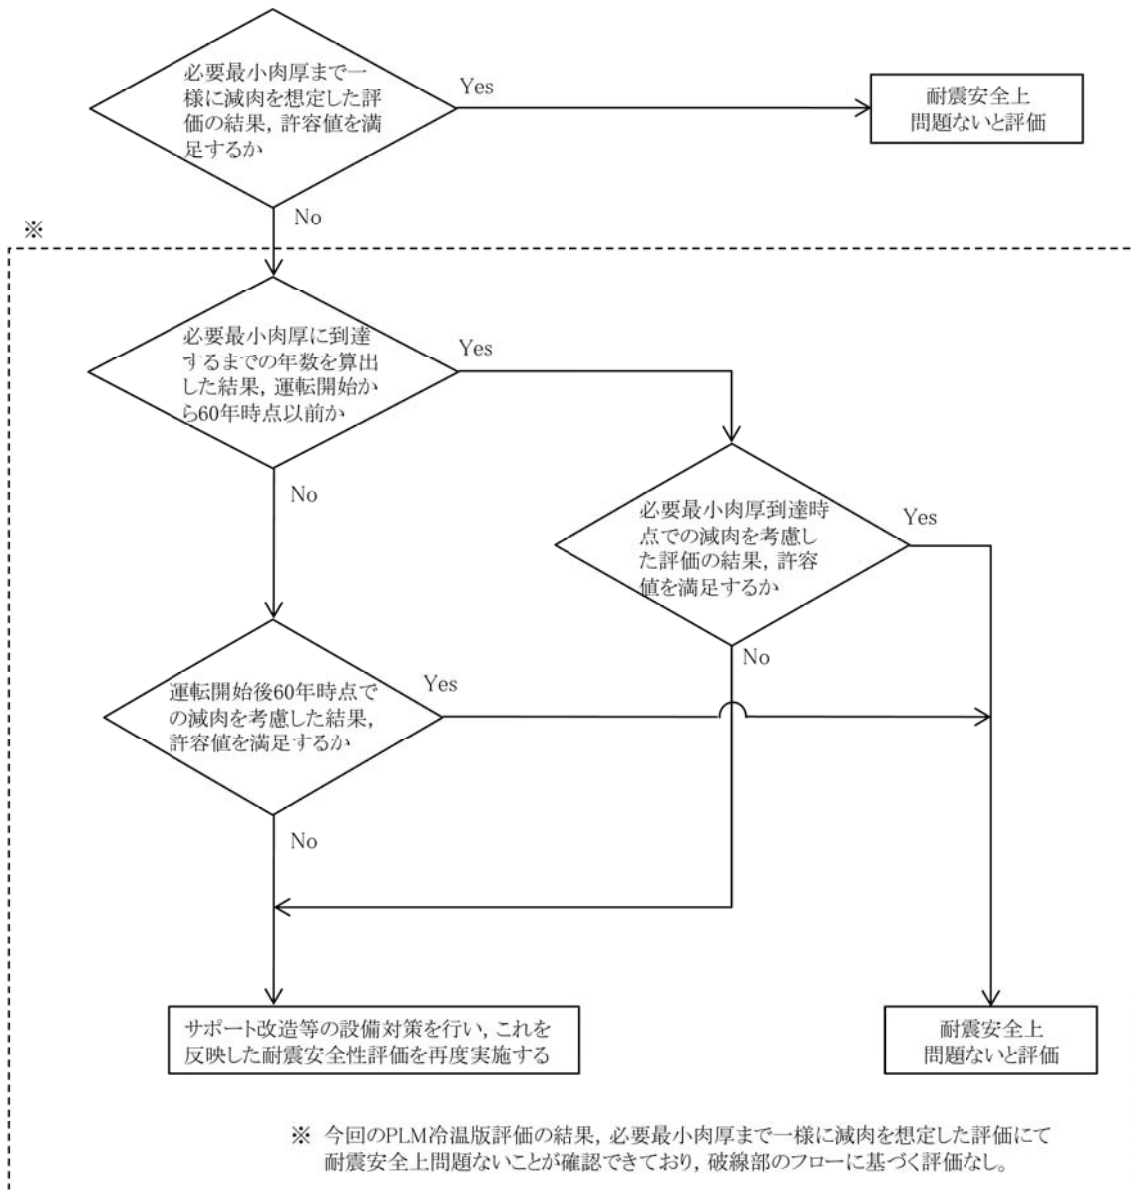 必要最小肉厚まで一
様に減肉を想定した評
価の結果，許容値を満
足するか
Yes
耐震安全上
問題ないと評価
No
※
必要最小肉厚に到達
するまでの年数を算出
した結果，運転開始か
ら60年時点以前か
Yes
No
必要最小肉厚到達時
点での減肉を考慮し
た評価の結果，許容
値を満足するか
Yes
No
運転開始後60年時点で
の減肉を考慮した結果，
許容値を満足するか
Yes
No
サポート改造等の設備対策を行い，これを
反映した耐震安全性評価を再度実施する
耐震安全上
問題ないと評価
※ 今回のPLM冷温版評価の結果，必要最小肉厚まで一様に減肉を想定した評価にて
耐震安全上問題ないことが確認できており，破線部のフローに基づく評価なし。